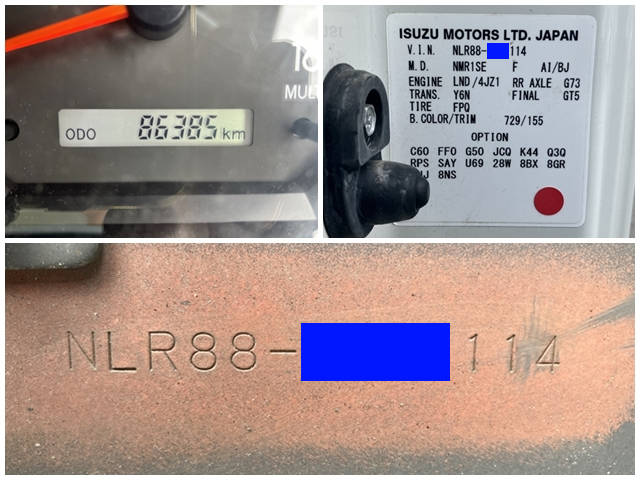 ODO 86385 km
ISUZU MOTORS LTD. JAPAN
V.I.N. NLR88- 114
M.D. NMR1SE F AI/BJ
ENGINE LND/4JZ1 RR AXLE G73
TRANS. Y6N FINAL GT5
TIRE FPQ
B.COLOR/TRIM 729/155
OPTION
C60 FF0 G50 JCQ K44 Q3Q
RPS SAY U69 28W 8BX 8GR
8NS
NLR88- 114